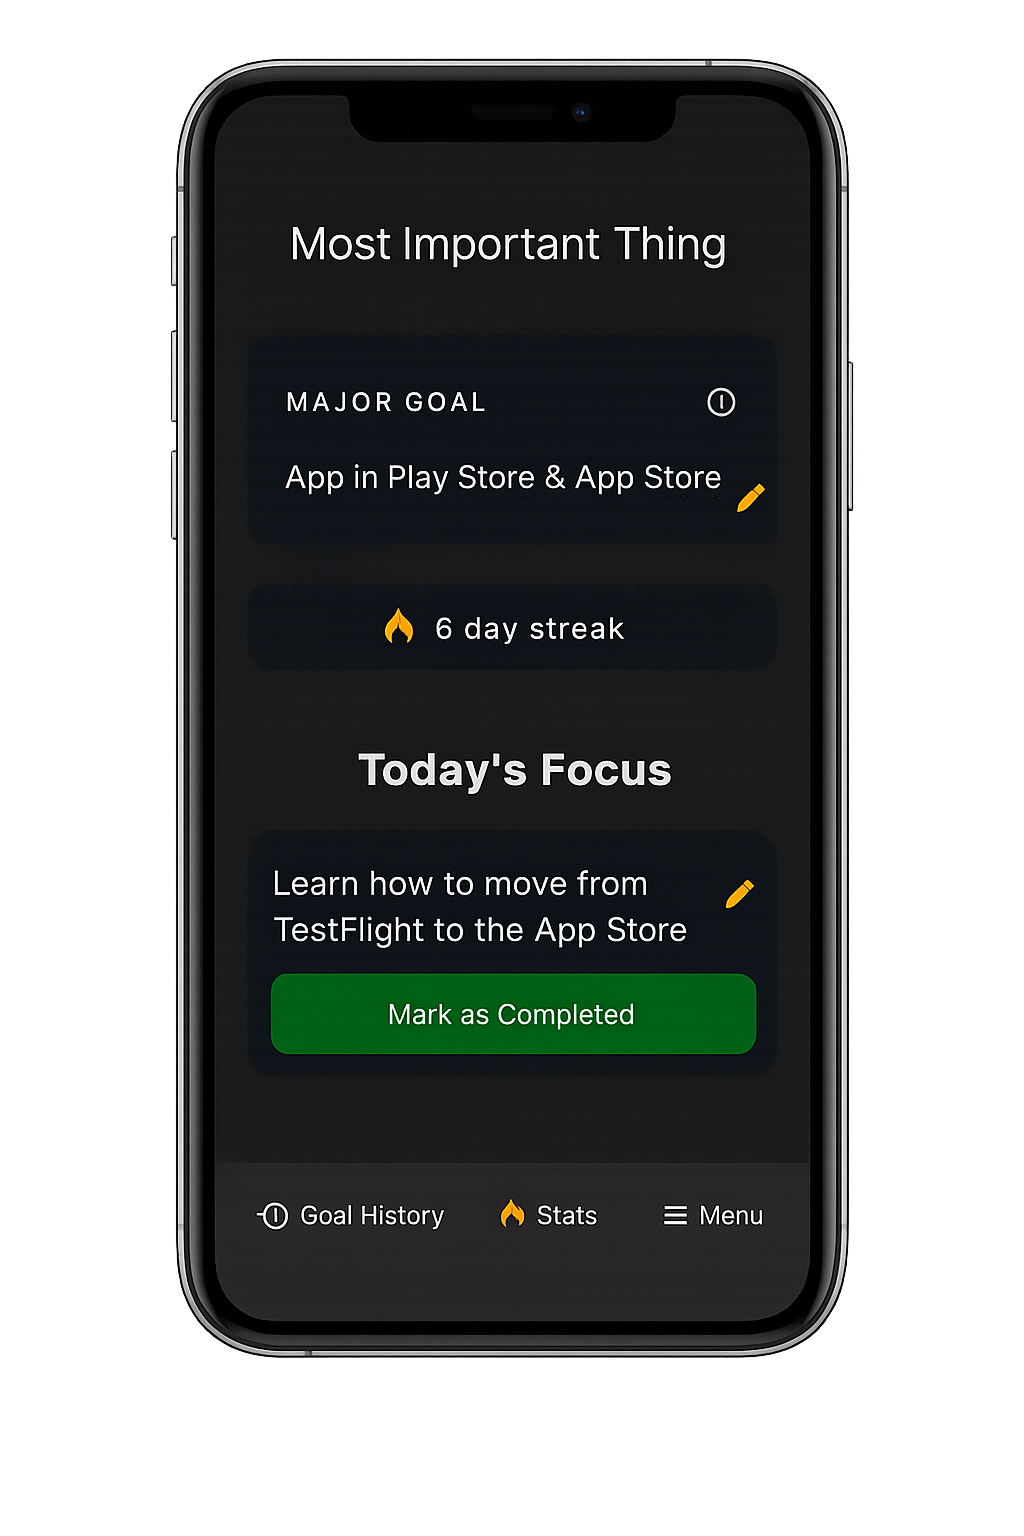 Most Important Thing
MAJOR GOAL
App in Play Store & App Store
6 day streak
Today's Focus
Learn how to move from
TestFlight to the App Store
Mark as Completed
Goal History
Stats
Menu